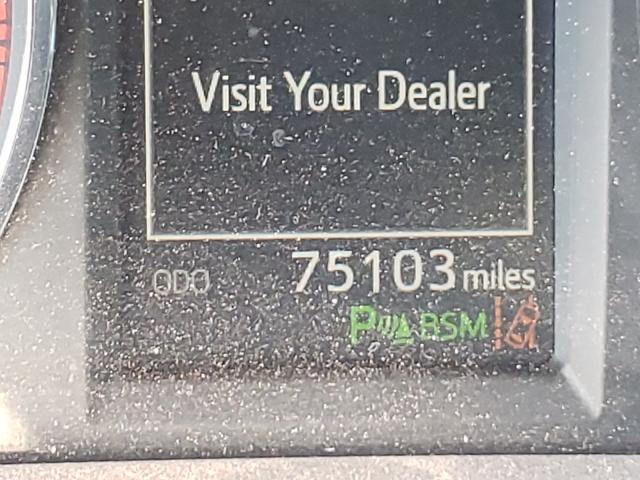 Visit Your Dealer
ODO 75103 miles
P BSM